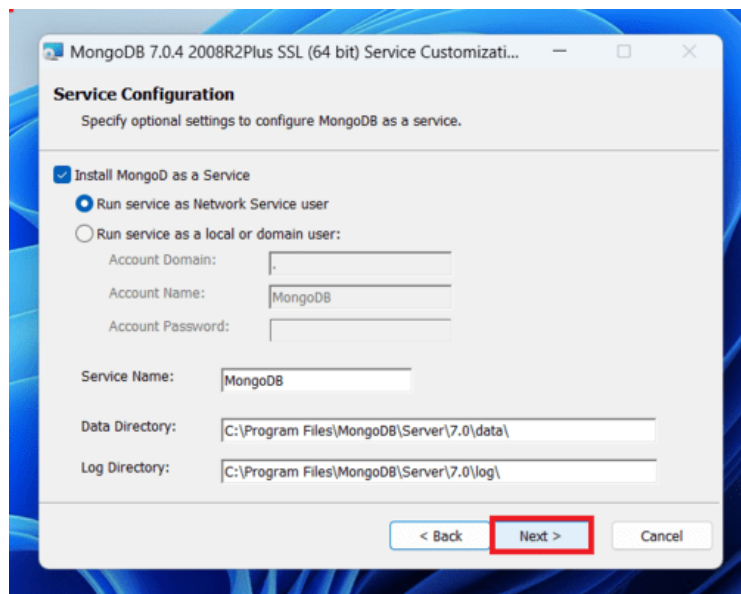 MongoDB 7.0.4 2008R2Plus SSL (64 bit) Service Customizati...
Service Configuration
Specify optional settings to configure MongoDB as a service.
Install MongoD as a Service
Run service as Network Service user
Run service as a local or domain user:
Account Domain: .
Account Name: MongoDB
Account Password:
Service Name: MongoDB
Data Directory: C:\Program Files\MongoDB\Server\7.0\data\
Log Directory: C:\Program Files\MongoDB\Server\7.0\log\
< Back Next > Cancel